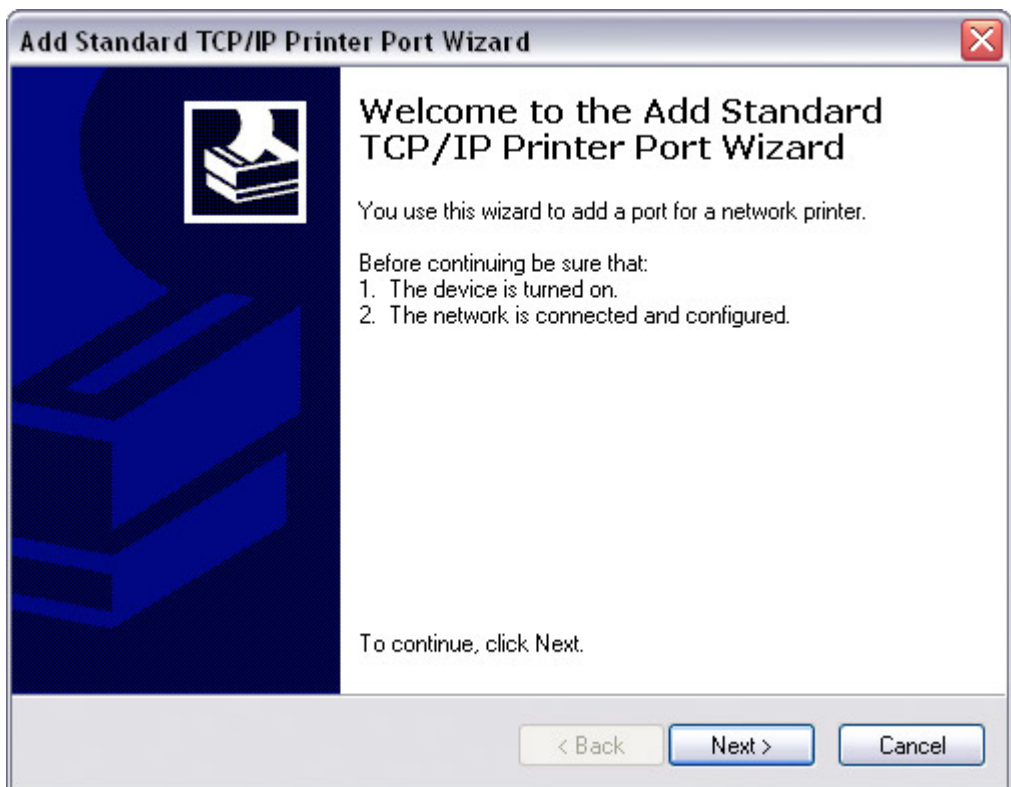 Add Standard TCP/IP Printer Port Wizard
Welcome to the Add Standard
TCP/IP Printer Port Wizard
You use this wizard to add a port for a network printer.
Before continuing be sure that:
1. The device is turned on.
2. The network is connected and configured.
To continue, click Next.
< Back
Next >
Cancel